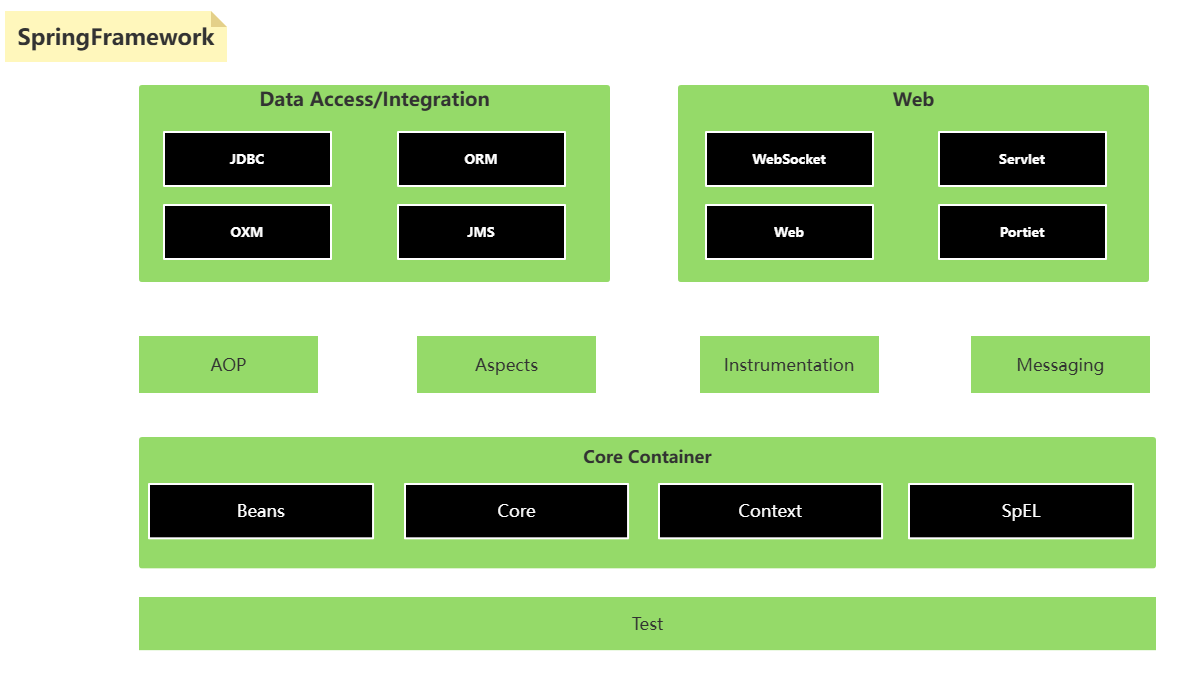 SpringFramework
Data Access/Integration
JDBC
ORM
OXM
JMS
Web
WebSocket
Servlet
Web
Portiet
AOP
Aspects
Instrumentation
Messaging
Core Container
Beans
Core
Context
SpEL
Test